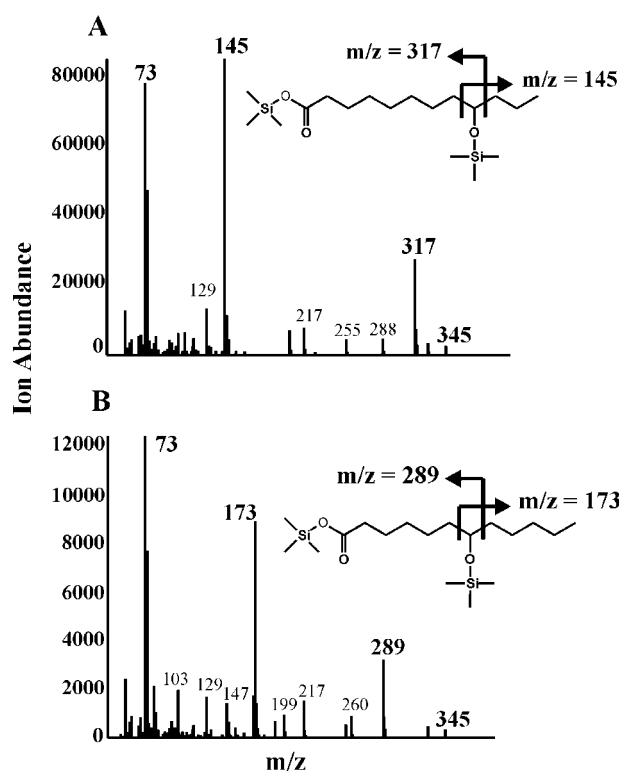 A
80000
60000
40000
20000
0
73
145
129
217
255
288
317
345
m/z = 317
m/z = 145
Si
O
O
O
Si
Ion Abundance
B
12000
10000
8000
6000
4000
2000
0
73
173
103
129
147
199
217
260
289
345
m/z = 289
m/z = 173
Si
O
O
O
Si
m/z